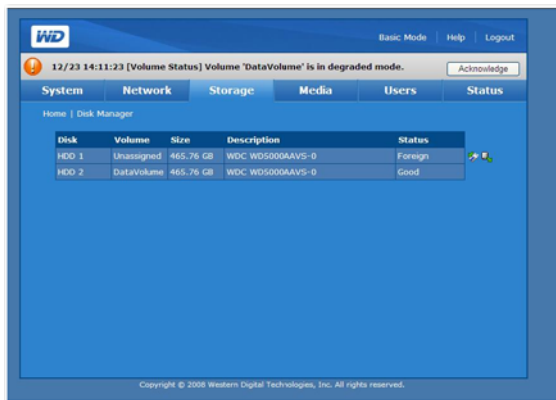 WD
Basic Mode | Help | Logout
12/23 14:11:23 [Volume Status] Volume 'DataVolume' is in degraded mode. Acknowledge
System Network Storage Media Users Status
Home | Disk Manager
Disk Volume Size Description Status
HDD 1 Unassigned 465.76 GB WDC WD5000AAVS-0 Foreign
HDD 2 DataVolume 465.76 GB WDC WD5000AAVS-0 Good
Copyright © 2008 Western Digital Technologies, Inc. All rights reserved.